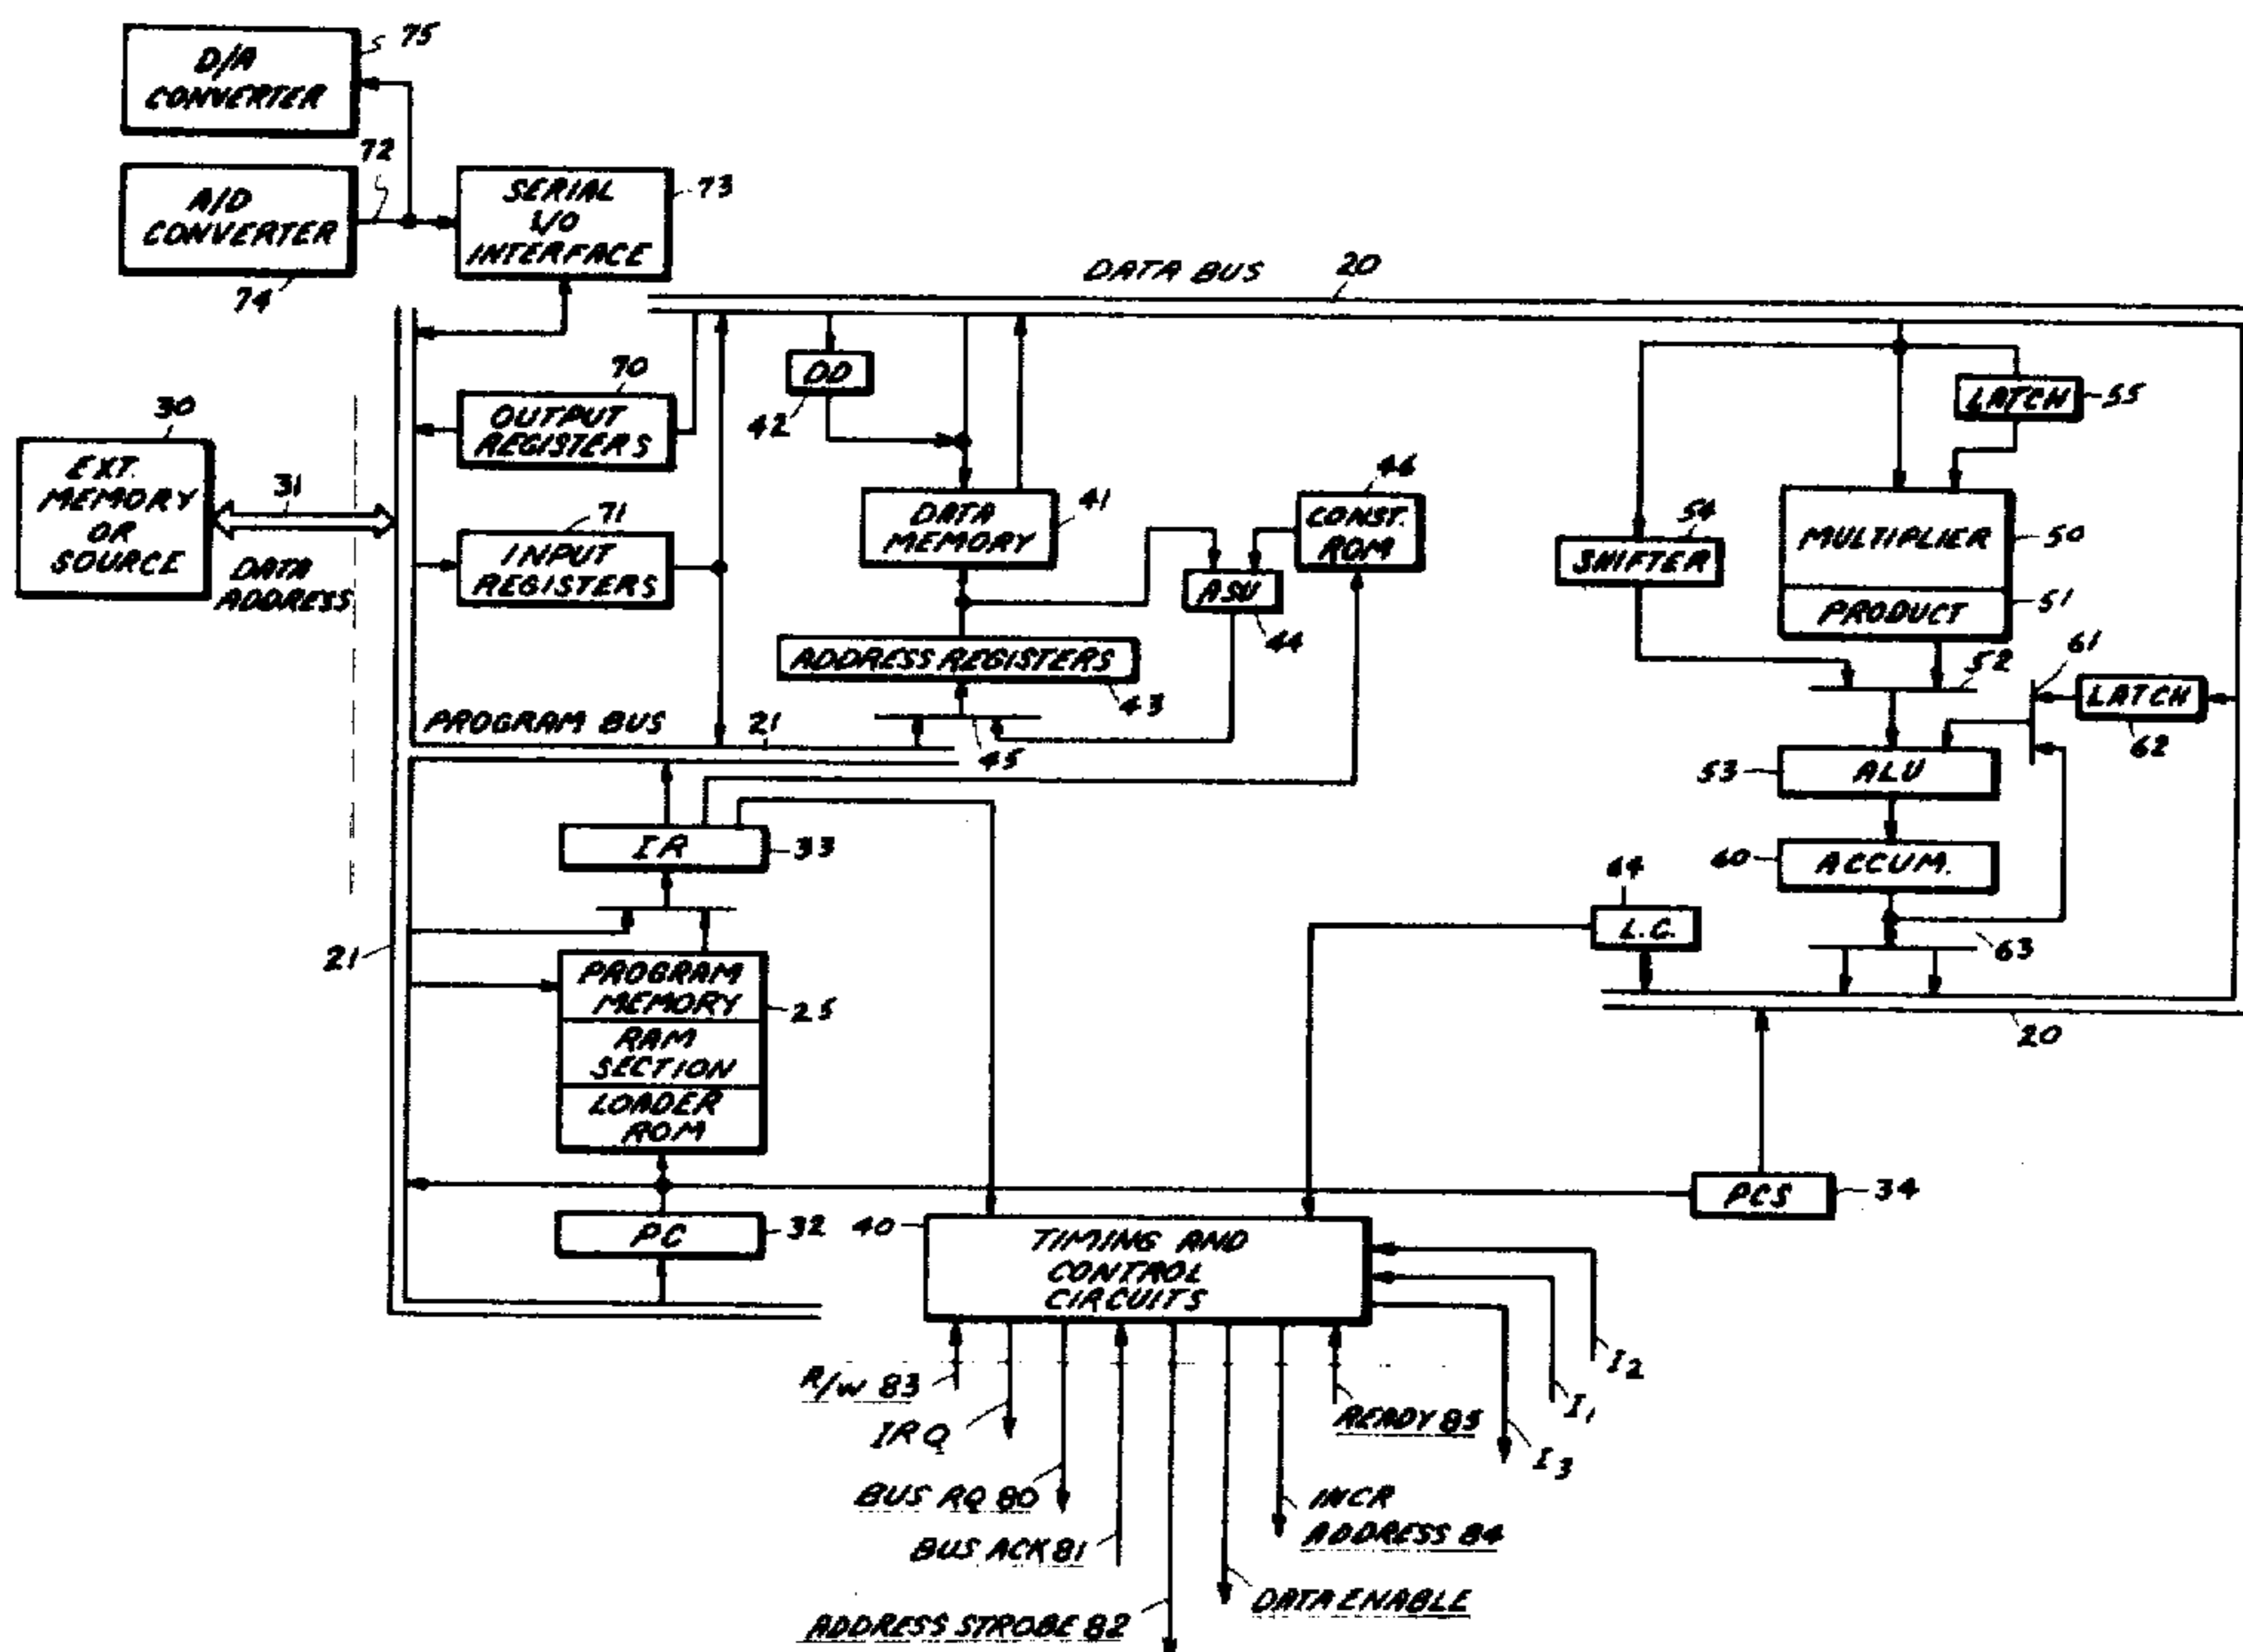 D/A
CONVERTER
75
A/D
CONVERTER
74
72
SERIAL
I/O
INTERFACE
73
DATA BUS
20
EXT.
MEMORY
OR
SOURCE
30
31
DATA
ADDRESS
OUTPUT
REGISTERS
70
INPUT
REGISTERS
71
DD
42
DATA
MEMORY
41
CONST.
ROM
46
ASU
44
ADDRESS REGISTERS
43
45
PROGRAM BUS
21
LATCH
55
MULTIPLIER
50
PRODUCT
51
SHIFTER
54
52
61
LATCH
62
ALU
53
ACCUM.
60
63
L.C.
64
20
IR
33
21
PROGRAM
MEMORY
25
RAM
SECTION
LOADER
ROM
PC
32
PCS
34
TIMING AND
CONTROL
CIRCUITS
40
R/W 83
IRQ
BUS RQ 80
BUS ACK 81
ADDRESS STROBE 82
DATA ENABLE
INCR
ADDRESS 84
READY 85
I2
I1
I3